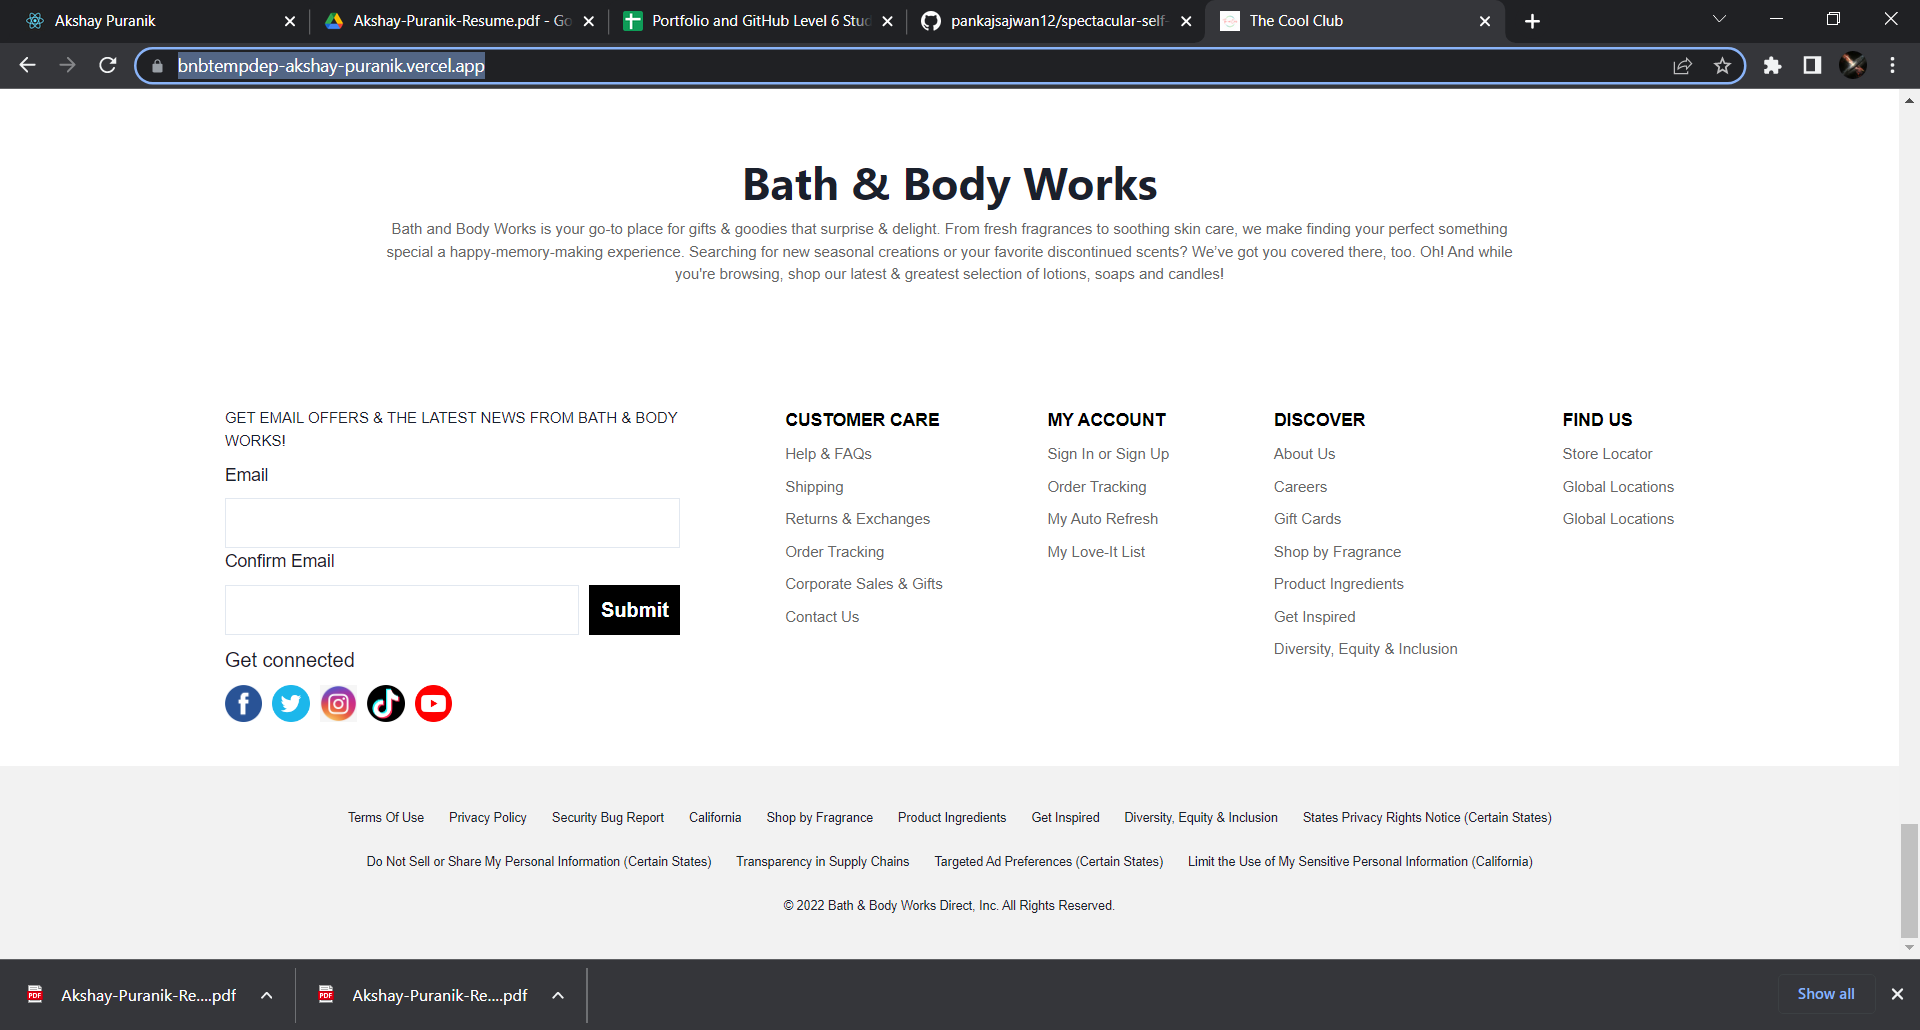 Akshay Puranik
Akshay-Puranik-Resume.pdf - Go
Portfolio and GitHub Level 6 Stud
pankajsajwan12/spectacular-self-
The Cool Club
bnbtempdep-akshay-puranik.vercel.app
Bath & Body Works
Bath and Body Works is your go-to place for gifts & goodies that surprise & delight. From fresh fragrances to soothing skin care, we make finding your perfect something
special a happy-memory-making experience. Searching for new seasonal creations or your favorite discontinued scents? We've got you covered there, too. Oh! And while
you're browsing, shop our latest & greatest selection of lotions, soaps and candles!
GET EMAIL OFFERS & THE LATEST NEWS FROM BATH & BODY
WORKS!
Email
Confirm Email
Submit
Get connected
CUSTOMER CARE
Help & FAQs
Shipping
Returns & Exchanges
Order Tracking
Corporate Sales & Gifts
Contact Us
MY ACCOUNT
Sign In or Sign Up
Order Tracking
My Auto Refresh
My Love-It List
DISCOVER
About Us
Careers
Gift Cards
Shop by Fragrance
Product Ingredients
Get Inspired
Diversity, Equity & Inclusion
FIND US
Store Locator
Global Locations
Global Locations
Terms Of Use Privacy Policy Security Bug Report California Shop by Fragrance Product Ingredients Get Inspired Diversity, Equity & Inclusion States Privacy Rights Notice (Certain States)
Do Not Sell or Share My Personal Information (Certain States) Transparency in Supply Chains Targeted Ad Preferences (Certain States) Limit the Use of My Sensitive Personal Information (California)
© 2022 Bath & Body Works Direct, Inc. All Rights Reserved.
PDF
Akshay-Puranik-Re....pdf
PDF
Akshay-Puranik-Re....pdf
Show all